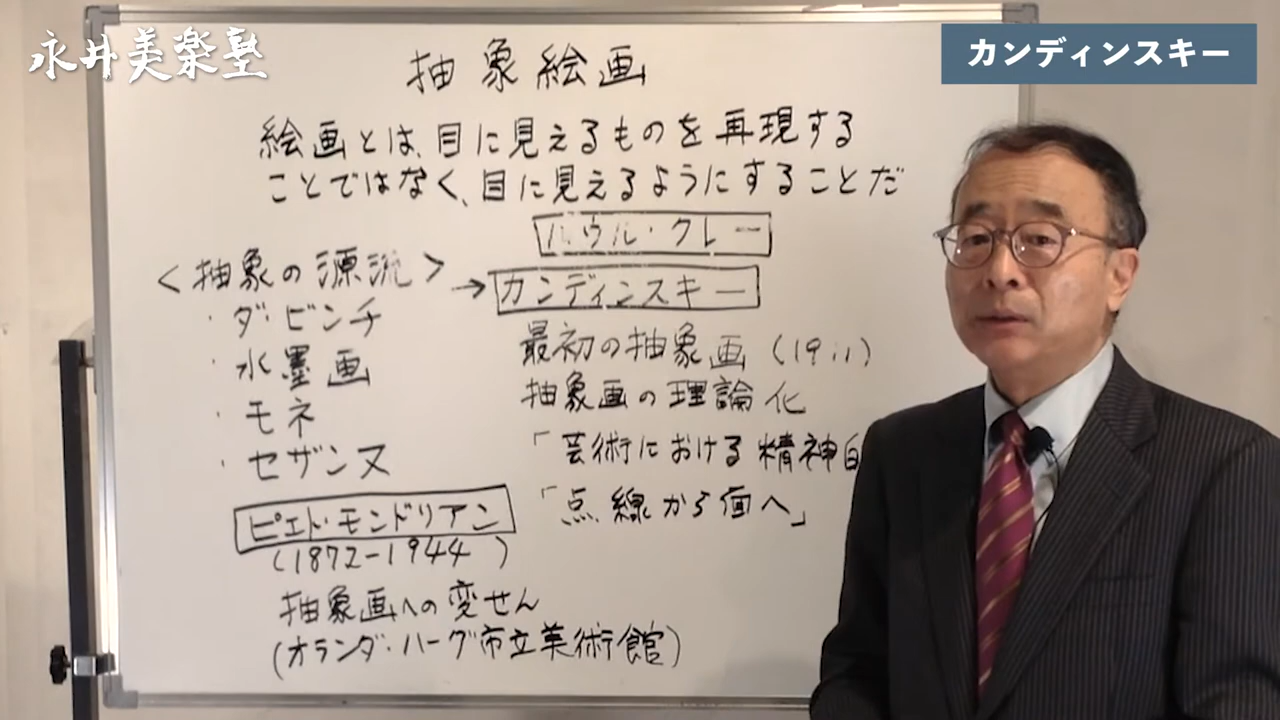 永井美楽塾
カンディンスキー
抽象絵画
絵画とは、目に見えるものを再現する
ことではなく、目に見えるようにすることだ
パウル・クレー
<抽象の源流>
・ダ・ビンチ
・水墨画
・モネ
・セザンヌ
→カンディンスキー
最初の抽象画(1911)
抽象画の理論化
「芸術における精神
「点、線から面へ」
ピエト・モンドリアン
(1872-1944)
抽象画への変せん
(オランダ・ハーグ市立美術館)